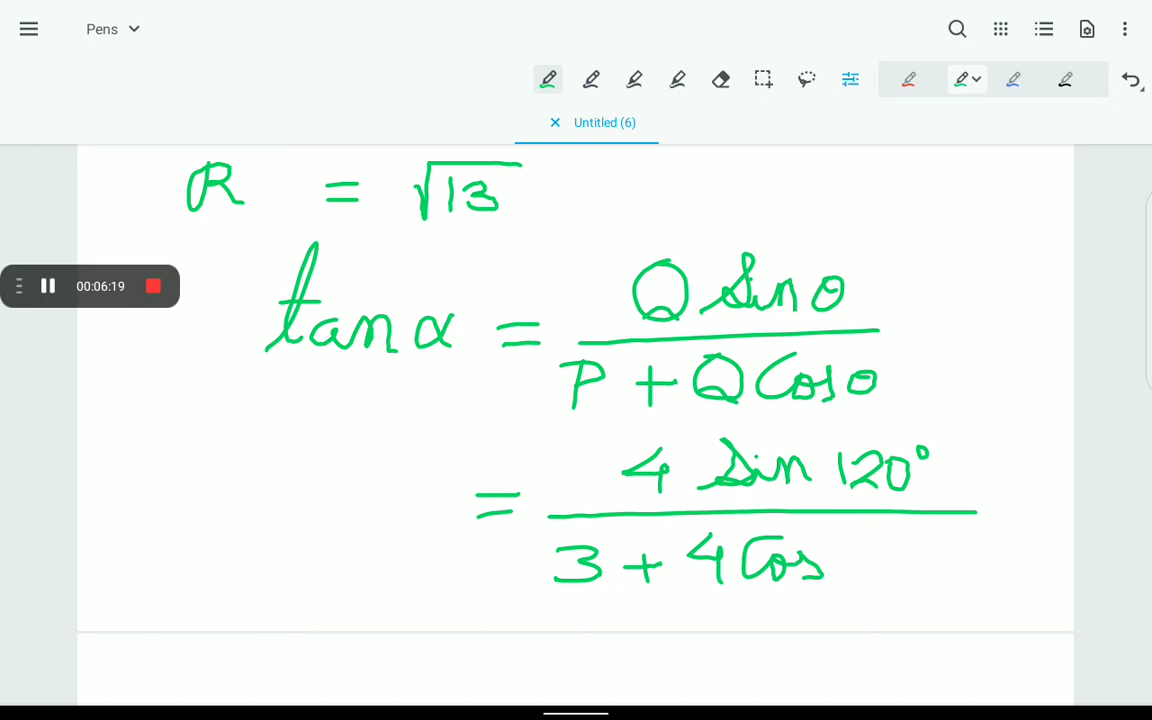 Pens
Untitled (6)
R = √13
00:06:19
tan α = Q Sin θ / P + Q Cos θ
= 4 Sin 120° / 3 + 4 Cos